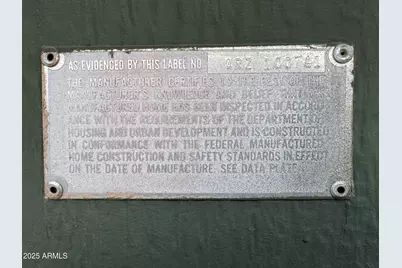 AS EVIDENCED BY THIS LABEL NO.
THE MANUFACTURER CERTIFIES TO THE BEST OF THE
MANUFACTURER'S KNOWLEDGE AND BELIEF THAT THIS
MANUFACTURED HOME HAS BEEN INSPECTED IN ACCORD-
ANCE WITH THE REQUIREMENTS OF THE DEPARTMENT OF
HOUSING AND URBAN DEVELOPMENT AND IS CONSTRUCTED
IN CONFORMANCE WITH THE FEDERAL MANUFACTURED
HOME CONSTRUCTION AND SAFETY STANDARDS IN EFFECT
ON THE DATE OF MANUFACTURE. SEE DATA PLATE.
2025 ARMLS